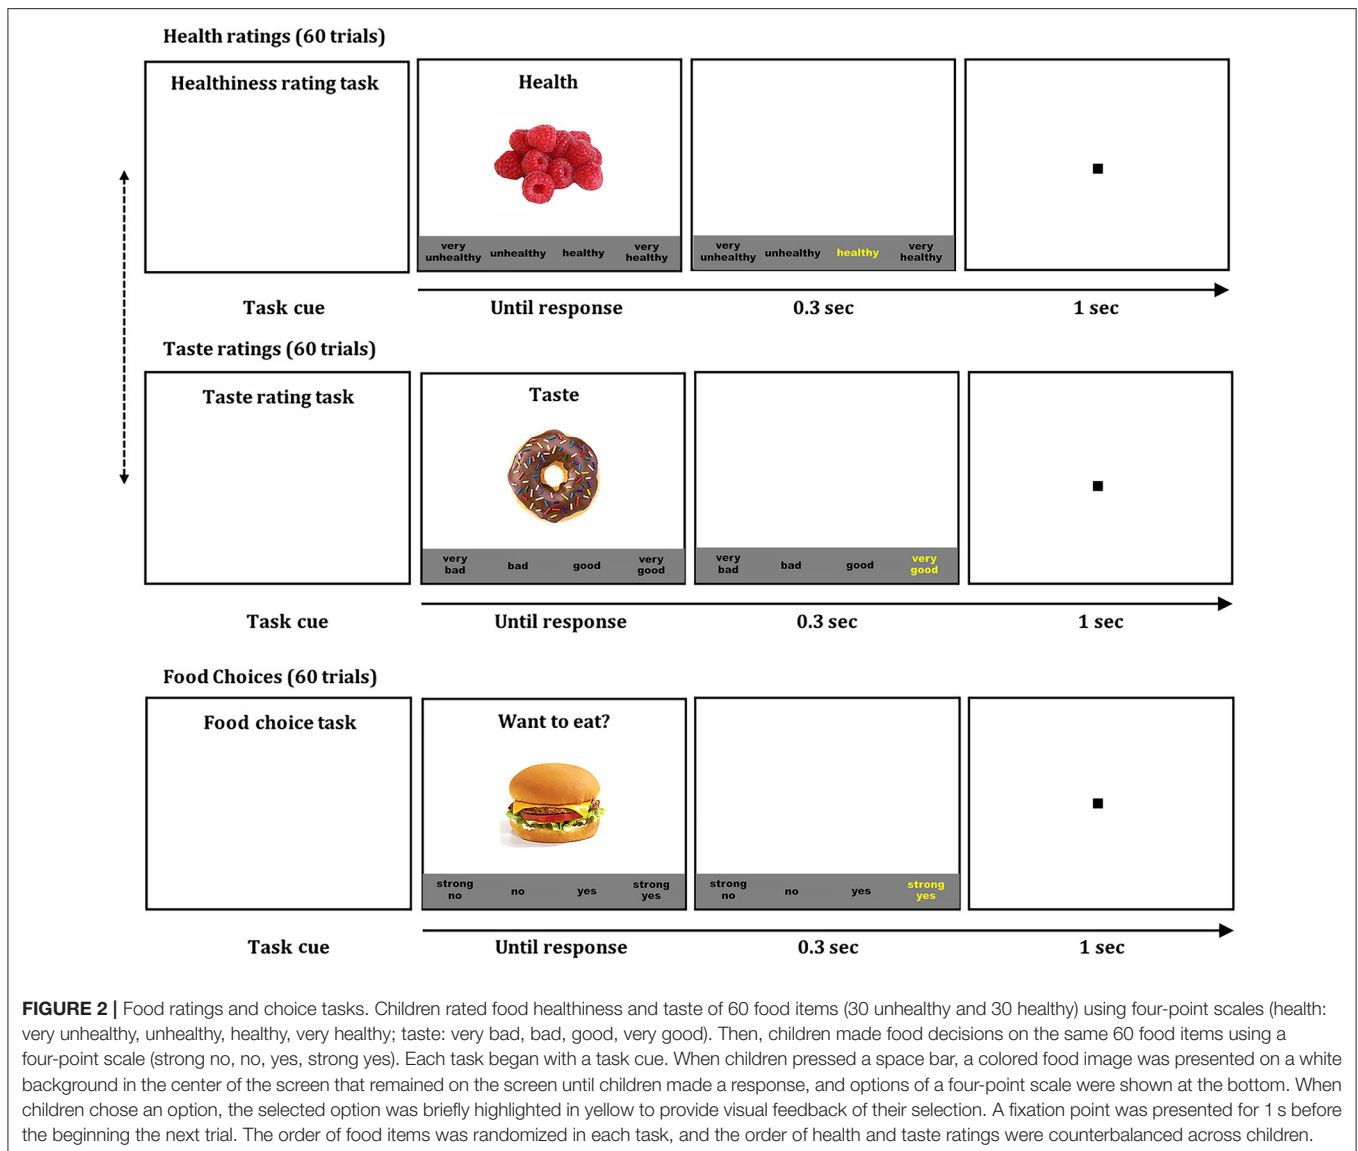 Health ratings (60 trials)
Healthiness rating task
Health
very unhealthy unhealthy healthy very healthy
very unhealthy unhealthy healthy very healthy
Task cue Until response 0.3 sec 1 sec
Taste ratings (60 trials)
Taste rating task
Taste
very bad bad good very good
very bad bad good very good
Task cue Until response 0.3 sec 1 sec
Food Choices (60 trials)
Food choice task
Want to eat?
strong no no yes strong yes
strong no no yes strong yes
Task cue Until response 0.3 sec 1 sec
FIGURE 2 | Food ratings and choice tasks. Children rated food healthiness and taste of 60 food items (30 unhealthy and 30 healthy) using four-point scales (health:
very unhealthy, unhealthy, healthy, very healthy; taste: very bad, bad, good, very good). Then, children made food decisions on the same 60 food items using a
four-point scale (strong no, no, yes, strong yes). Each task began with a task cue. When children pressed a space bar, a colored food image was presented on a white
background in the center of the screen that remained on the screen until children made a response, and options of a four-point scale were shown at the bottom. When
children chose an option, the selected option was briefly highlighted in yellow to provide visual feedback of their selection. A fixation point was presented for 1 s before
the beginning the next trial. The order of food items was randomized in each task, and the order of health and taste ratings were counterbalanced across children.